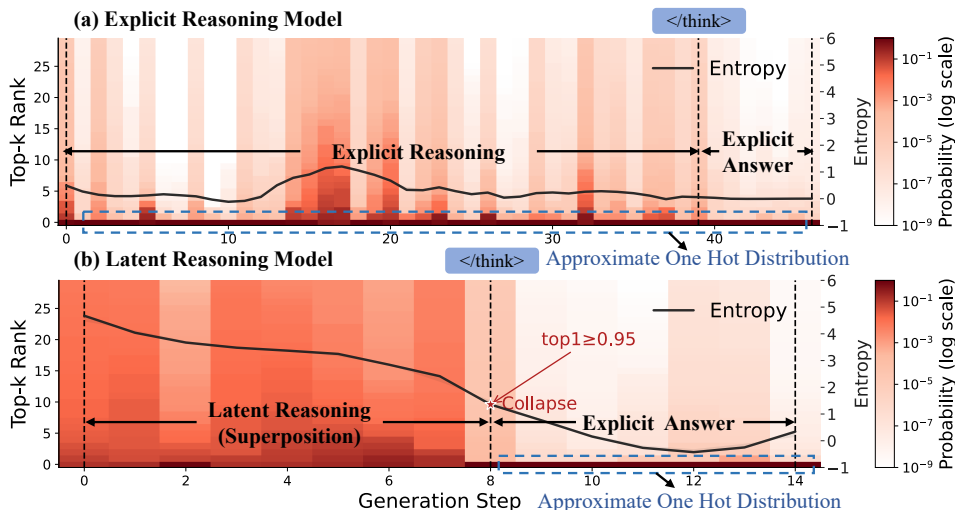 (a) Explicit Reasoning Model
</think>
Top-k Rank
25
20
15
10
5
0
Entropy
Explicit Reasoning
Explicit
Answer
6
5
4
3
2
1
0
−1
Entropy
10⁻¹
10⁻³
10⁻⁵
10⁻⁷
10⁻⁹
Probability (log scale)
0 10 20 30 40
Approximate One Hot Distribution
(b) Latent Reasoning Model
</think>
Top-k Rank
25
20
15
10
5
0
Entropy
top1≥0.95
Collapse
Latent Reasoning
(Superposition)
Explicit Answer
6
5
4
3
2
1
0
−1
Entropy
10⁻¹
10⁻³
10⁻⁵
10⁻⁷
10⁻⁹
Probability (log scale)
0 2 4 6 8 10 12 14
Generation Step
Approximate One Hot Distribution